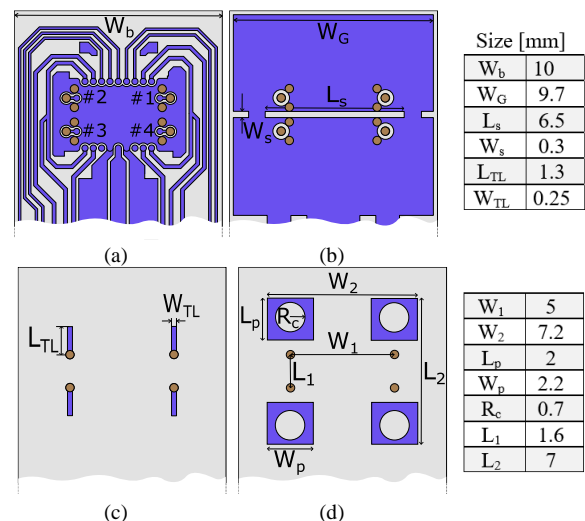 W_b
#2 #1
#3 #4
(a)
W_G
L_s
W_s
(b)
Size [mm]
W_b 10
W_G 9.7
L_s 6.5
W_s 0.3
L_TL 1.3
W_TL 0.25
W_TL
L_TL
(c)
W_2
L_p
R_c
W_1
L_1
L_2
W_p
(d)
W_1 5
W_2 7.2
L_p 2
W_p 2.2
R_c 0.7
L_1 1.6
L_2 7